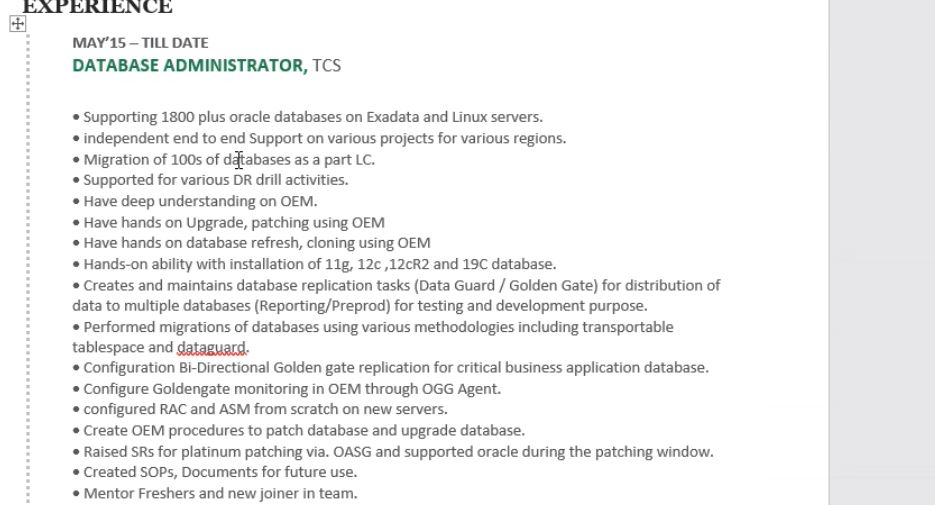 EXPERIENCE
MAY’15 – TILL DATE
DATABASE ADMINISTRATOR, TCS
• Supporting 1800 plus oracle databases on Exadata and Linux servers.
• independent end to end Support on various projects for various regions.
• Migration of 100s of databases as a part LC.
• Supported for various DR drill activities.
• Have deep understanding on OEM.
• Have hands on Upgrade, patching using OEM
• Have hands on database refresh, cloning using OEM
• Hands-on ability with installation of 11g, 12c ,12cR2 and 19C database.
• Creates and maintains database replication tasks (Data Guard / Golden Gate) for distribution of
data to multiple databases (Reporting/Preprod) for testing and development purpose.
• Performed migrations of databases using various methodologies including transportable
tablespace and dataguard.
• Configuration Bi-Directional Golden gate replication for critical business application database.
• Configure Goldengate monitoring in OEM through OGG Agent.
• configured RAC and ASM from scratch on new servers.
• Create OEM procedures to patch database and upgrade database.
• Raised SRs for platinum patching via. OASG and supported oracle during the patching window.
• Created SOPs, Documents for future use.
• Mentor Freshers and new joiner in team.